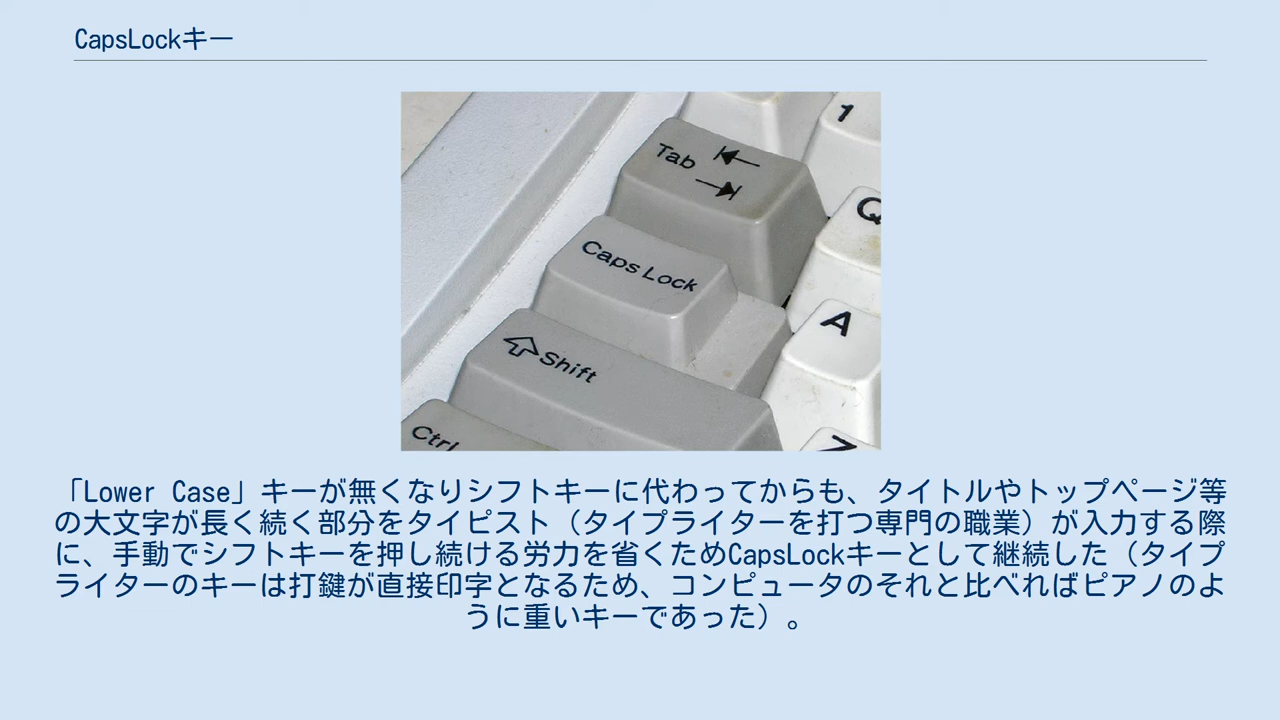 CapsLockキー
1
Tab
Q
Caps Lock
A
Shift
Ctrl
Z
「Lower Case」キーが無くなりシフトキーに代わってからも、タイトルやトップページ等
の大文字が長く続く部分をタイピスト（タイプライターを打つ専門の職業）が入力する際
に、手動でシフトキーを押し続ける労力を省くためCapsLockキーとして継続した（タイプ
ライターのキーは打鍵が直接印字となるため、コンピュータのそれと比べればピアノのよ
うに重いキーであった）。